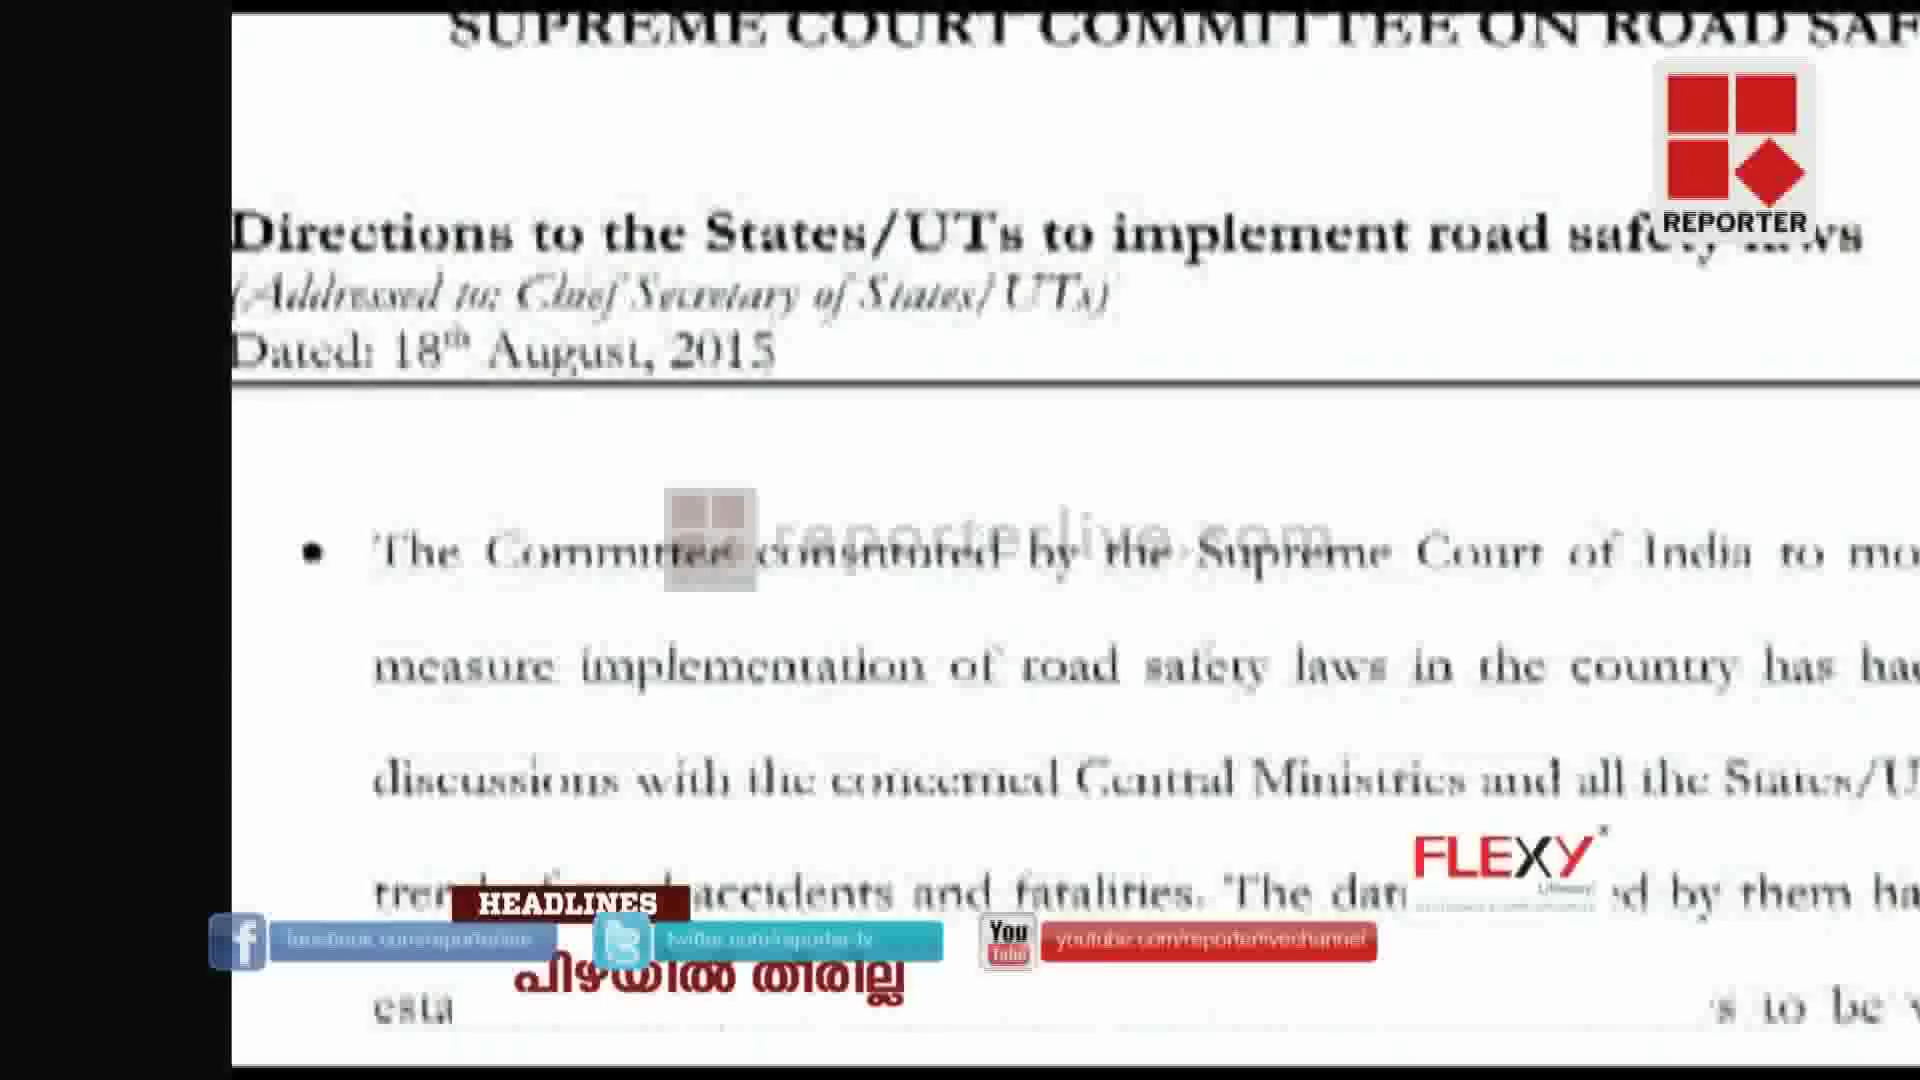 SUPREME COURT COMMITTEE ON ROAD SAF
REPORTER
Directions to the States/UTs to implement road safety laws
(Addressed to: Chief Secretary of States/UTs)
Dated: 18th August, 2015
reporterlive.com
• The Committee constituted by the Supreme Court of India to mo
measure implementation of road safety laws in the country has had
discussions with the concerned Central Ministries and all the States/U
FLEXY
accidents and fatalities. The by them ha
HEADLINES
facebook.com/reporterlive twitter.com/reporter-tv You Tube youtube.com/reporterlivechannel
പിഴയിൽ തീരില്ല
esta s to be